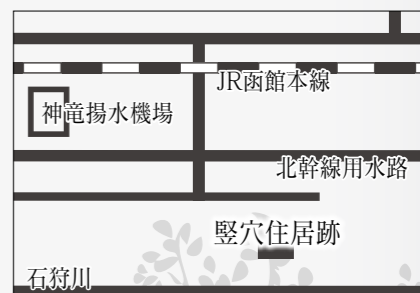 JR函館本線
神竜揚水機場
北幹線用水路
竪穴住居跡
石狩川